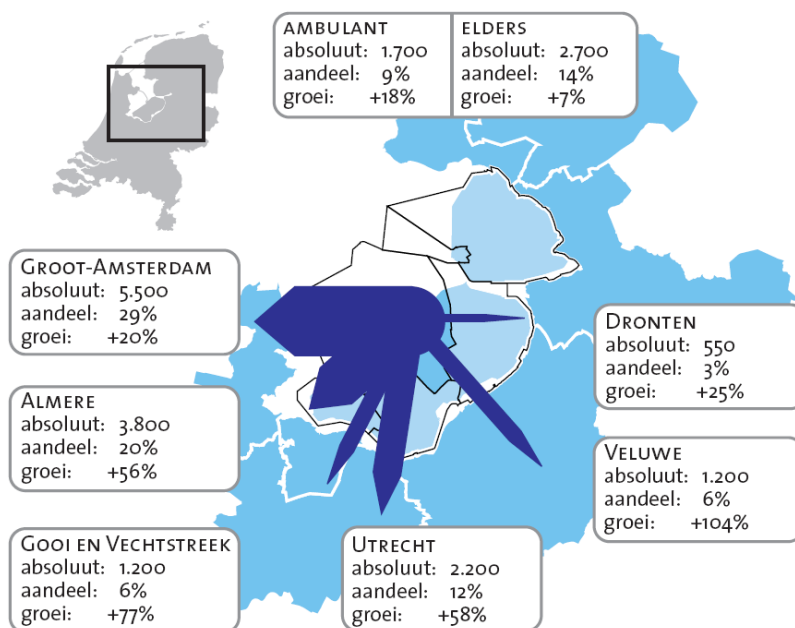 AMBULANT
absoluut: 1.700
aandeel: 9%
groei: +18%
ELDERS
absoluut: 2.700
aandeel: 14%
groei: +7%
GROOT-AMSTERDAM
absoluut: 5.500
aandeel: 29%
groei: +20%
DRONTEN
absoluut: 550
aandeel: 3%
groei: +25%
ALMERE
absoluut: 3.800
aandeel: 20%
groei: +56%
VELUWE
absoluut: 1.200
aandeel: 6%
groei: +104%
GOOI EN VECHTSTREEK
absoluut: 1.200
aandeel: 6%
groei: +77%
UTRECHT
absoluut: 2.200
aandeel: 12%
groei: +58%